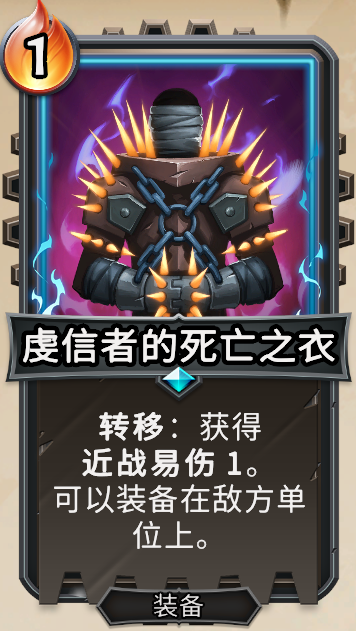 1
虔信者的死亡之衣
转移：获得
近战易伤 1。
可以装备在敌方单
位上。
装备